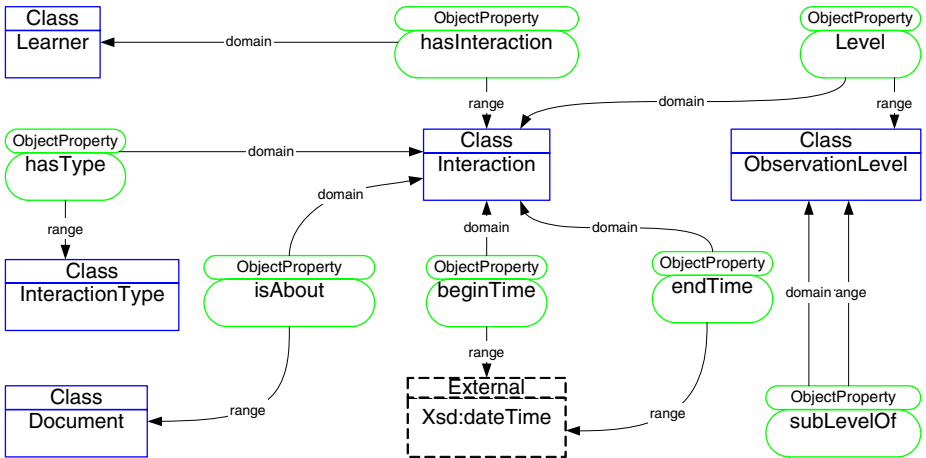 Class
Learner
domain
ObjectProperty
hasInteraction
ObjectProperty
Level
range
domain
range
ObjectProperty
hasType
domain
Class
Interaction
Class
ObservationLevel
range
domain
domain
domain
Class
InteractionType
ObjectProperty
isAbout
ObjectProperty
beginTime
ObjectProperty
endTime
domain
range
range
Class
Document
range
External
Xsd:dateTime
range
ObjectProperty
subLevelOf